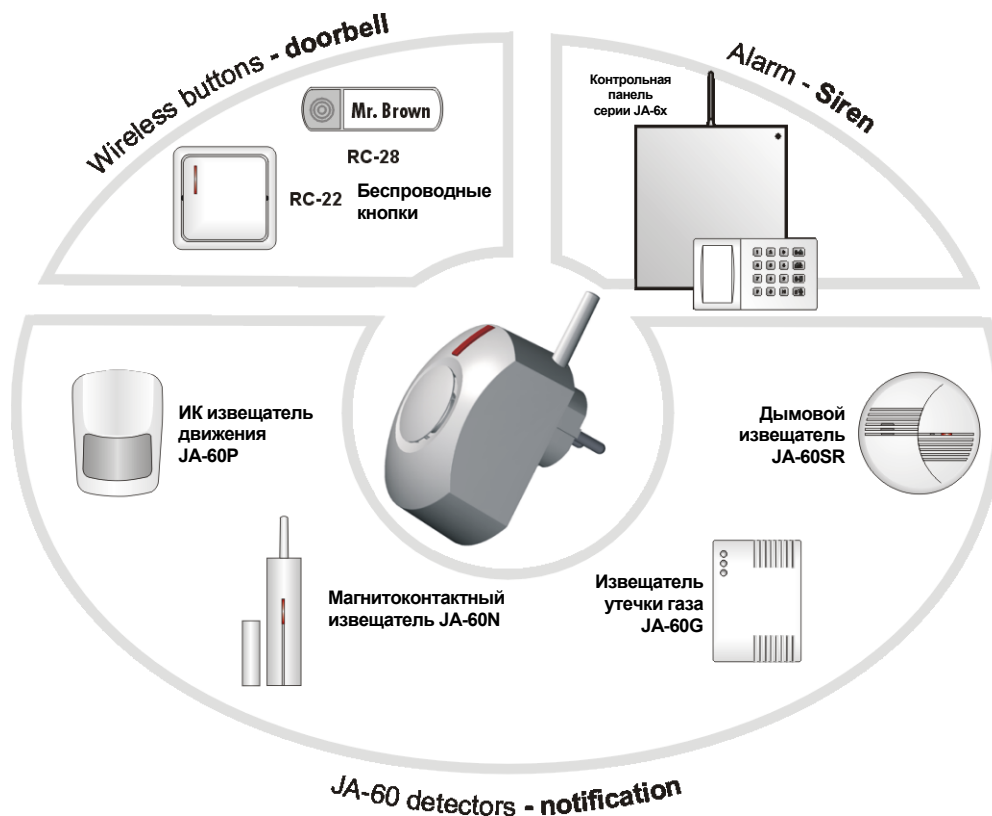 Wireless buttons - doorbell
Alarm - Siren
Контрольная
панель
серии JA-6x
Mr. Brown
RC-28
RC-22 Беспроводные
кнопки
ИК извещатель
движения
JA-60P
Дымовой
извещатель
JA-60SR
Магнитоконтактный
извещатель JA-60N
Извещатель
утечки газа
JA-60G
JA-60 detectors - notification